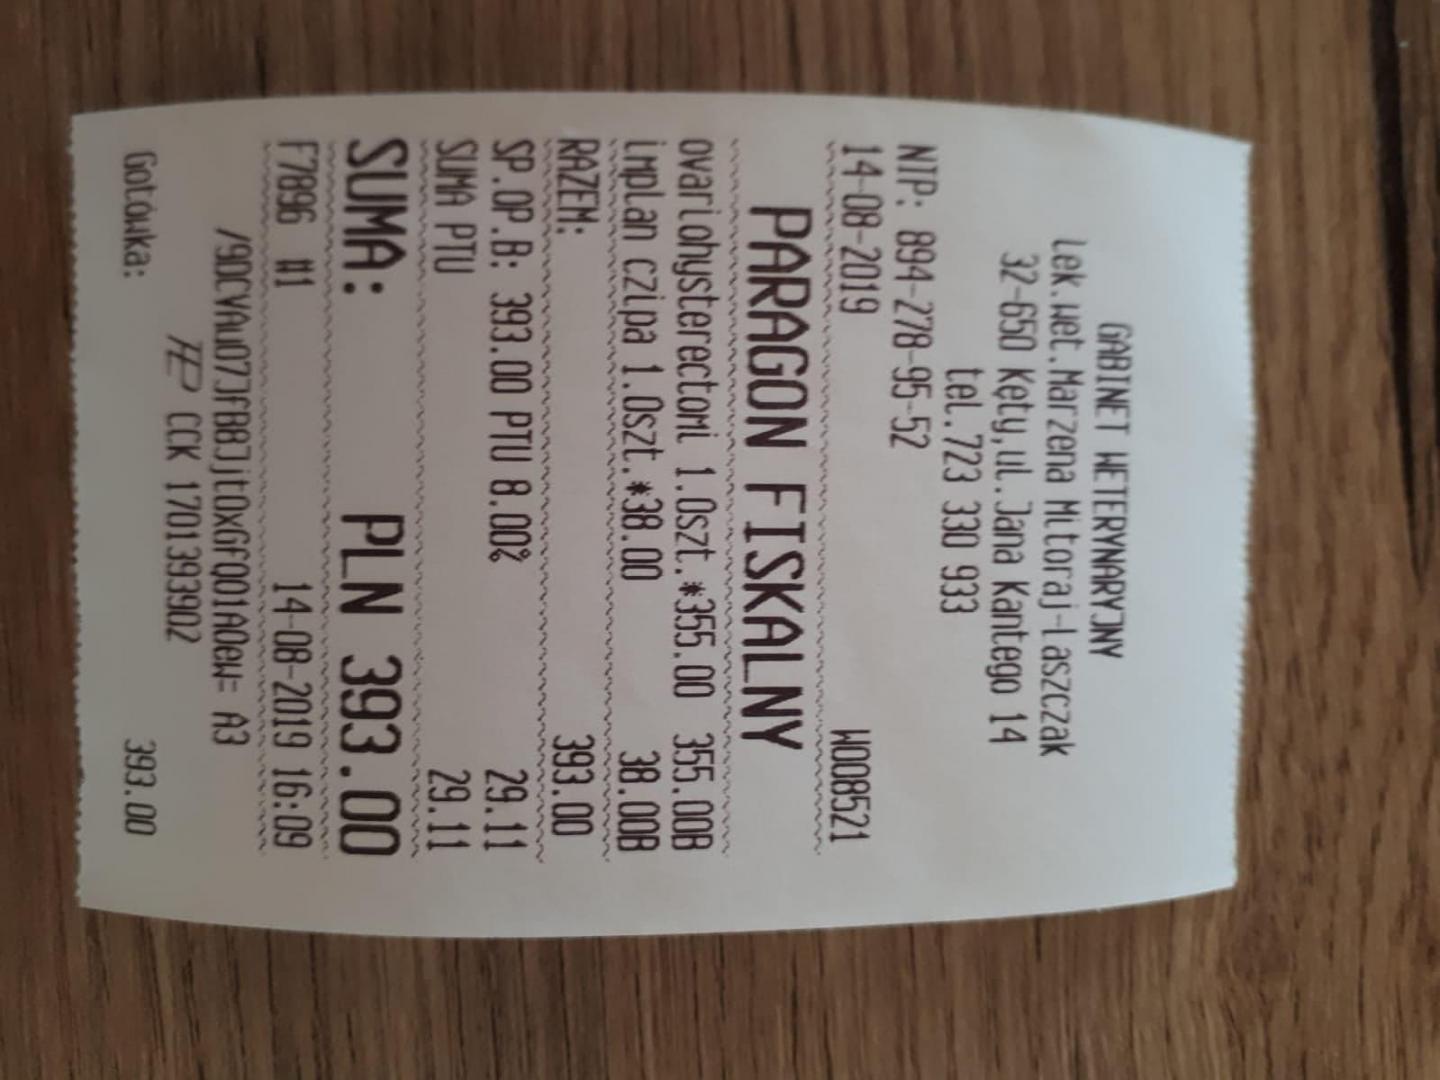 GABINET WETERYNARYJNY
Lek.wet.Marzena Mltoraj-Laszczak
32-650 Kęty,ul.Jana Kantego 14
tel.723 330 933
NIP: 894-278-95-52
14-08-2019 W008521
PARAGON FISKALNY
ovariohysterectomi 1.0szt.*355.00 355.00B
implan czipa 1.0szt.*38.00 38.00B
RAZEM: 393.00
SP.OP.B: 393.00 PTU 8.00% 29.11
SUMA PTU 29.11
SUMA: PLN 393.00
F7896 #1 14-08-2019 16:09
CCK 1701393902
Gotówka: 393.00